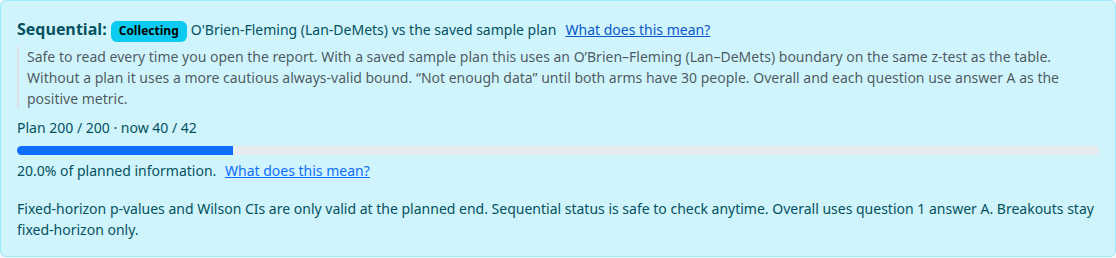 Sequential: Collecting O'Brien-Fleming (Lan-DeMets) vs the saved sample plan What does this mean?
Safe to read every time you open the report. With a saved sample plan this uses an O’Brien–Fleming (Lan–DeMets) boundary on the same z-test as the table.
Without a plan it uses a more cautious always-valid bound. “Not enough data” until both arms have 30 people. Overall and each question use answer A as the
positive metric.
Plan 200 / 200 · now 40 / 42
20.0% of planned information. What does this mean?
Fixed-horizon p-values and Wilson CIs are only valid at the planned end. Sequential status is safe to check anytime. Overall uses question 1 answer A. Breakouts stay
fixed-horizon only.